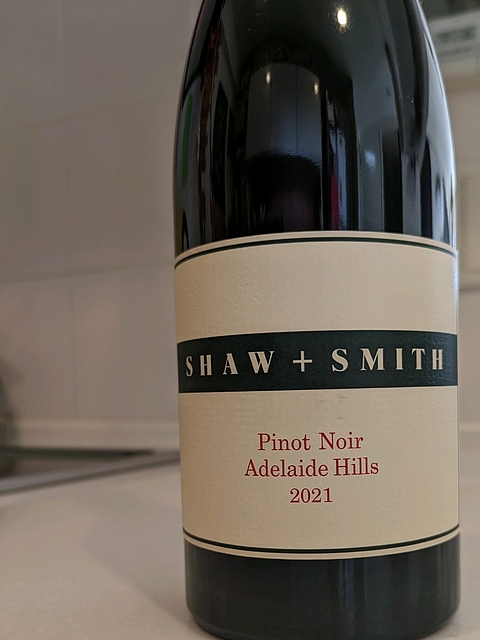 SHAW + SMITH
Pinot Noir
Adelaide Hills
2021